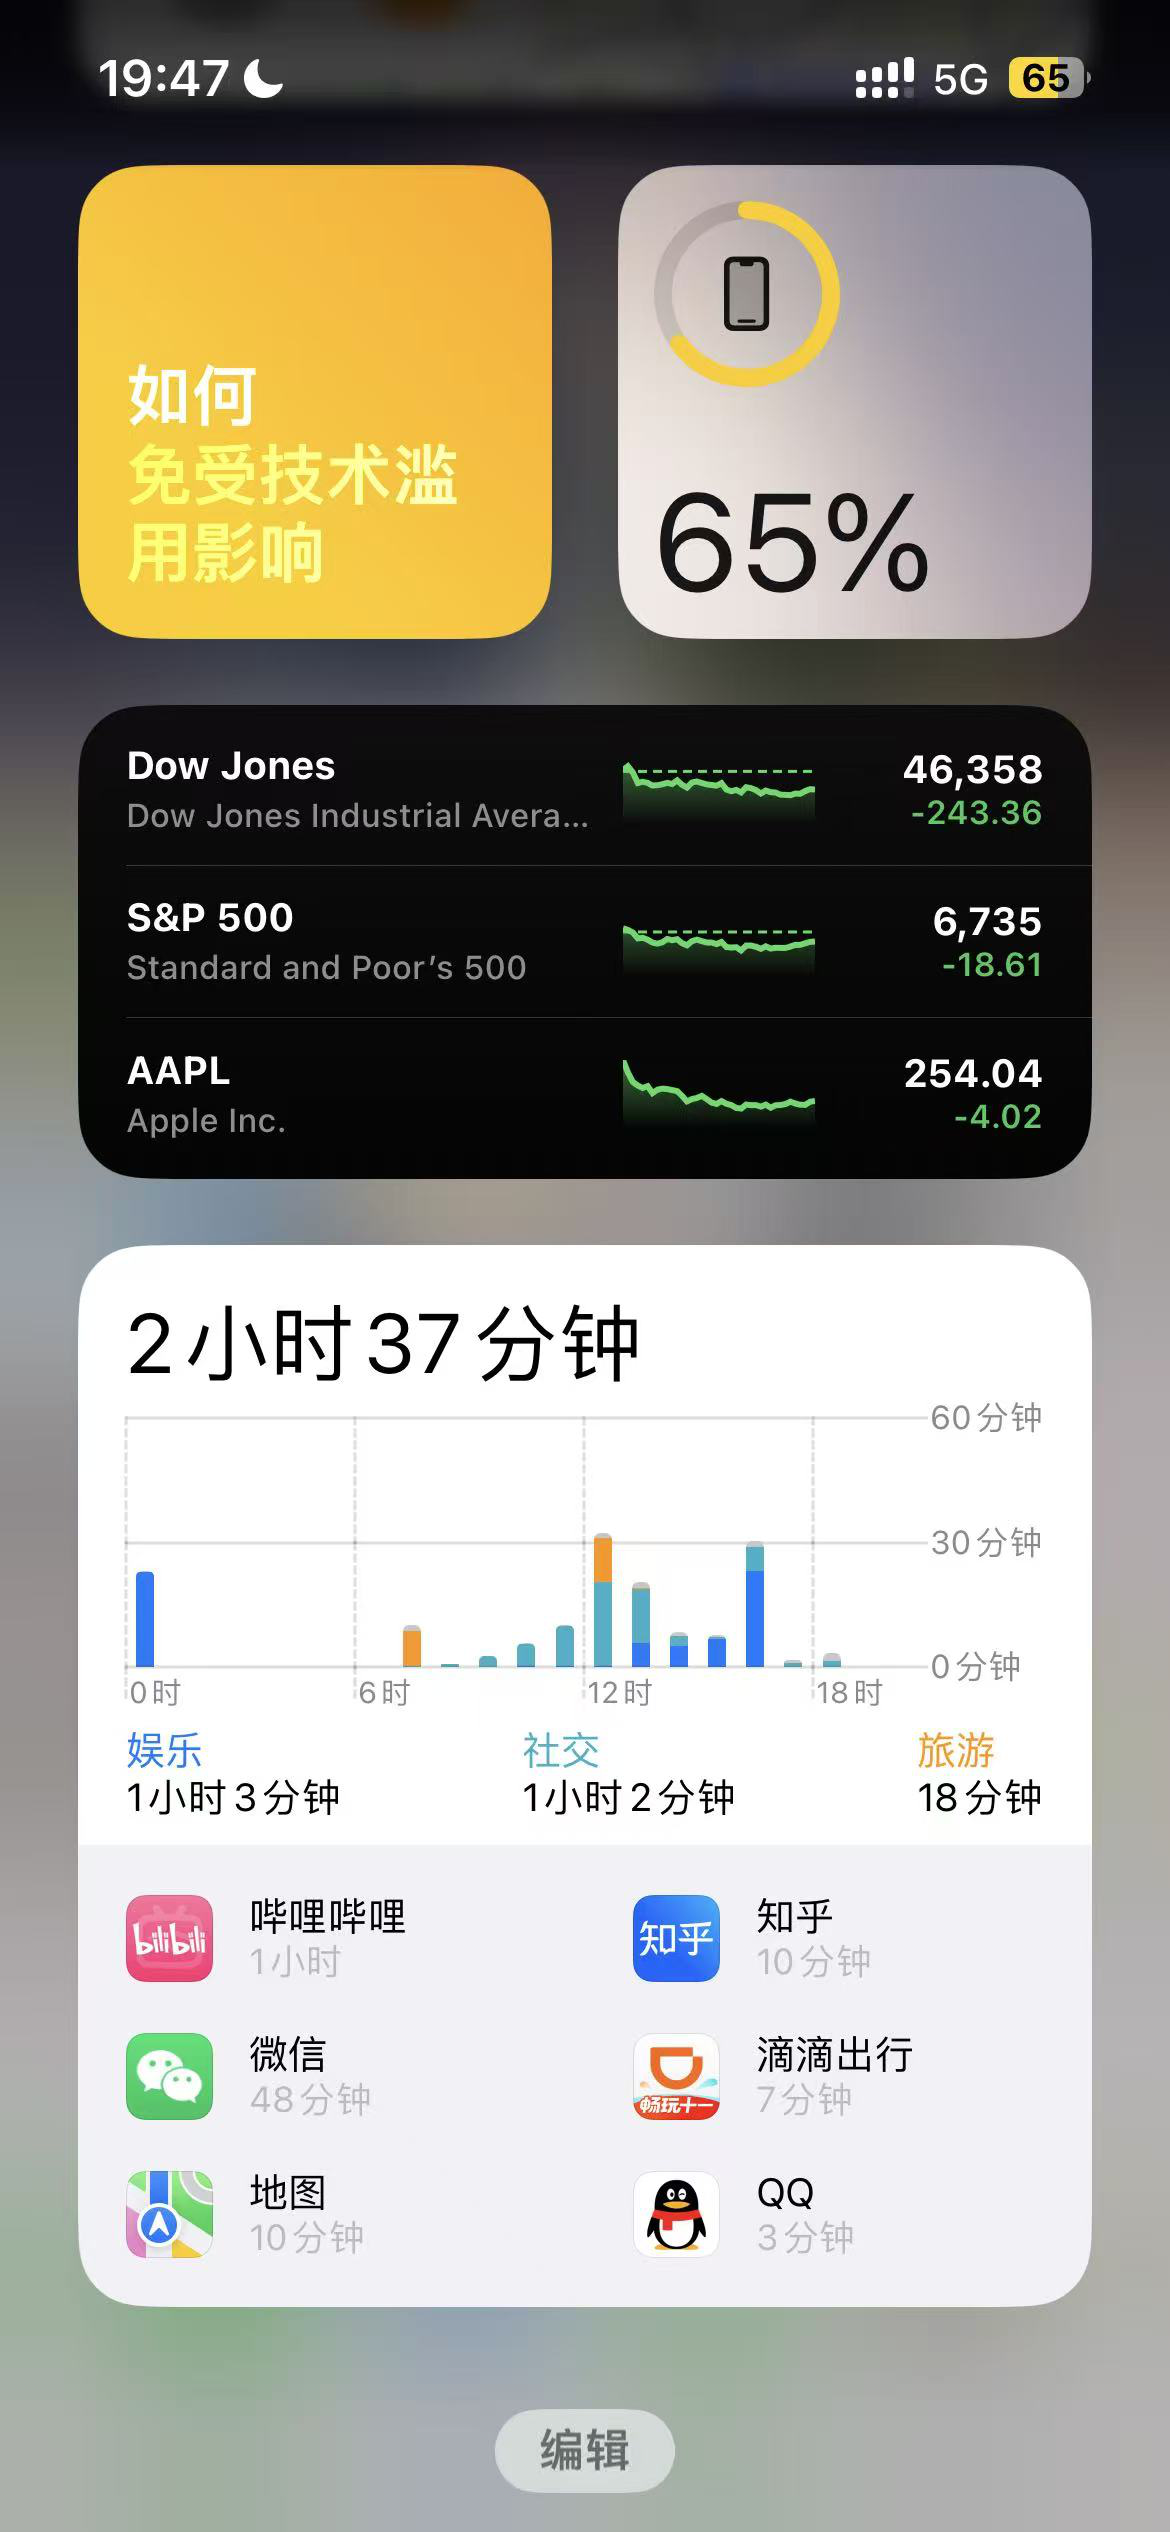 19:47
5G
65
如何
免受技术滥
用影响
65%
Dow Jones
46,358
Dow Jones Industrial Avera...
-243.36
S&P 500
6,735
Standard and Poor’s 500
-18.61
AAPL
254.04
Apple Inc.
-4.02
2小时37分钟
60分钟
30分钟
0分钟
0时
6时
12时
18时
娱乐
1小时3分钟
社交
1小时2分钟
旅游
18分钟
bilibili
哔哩哔哩
1小时
知乎
知乎
10分钟
微信
48分钟
畅玩十一
滴滴出行
7分钟
地图
10分钟
QQ
3分钟
编辑